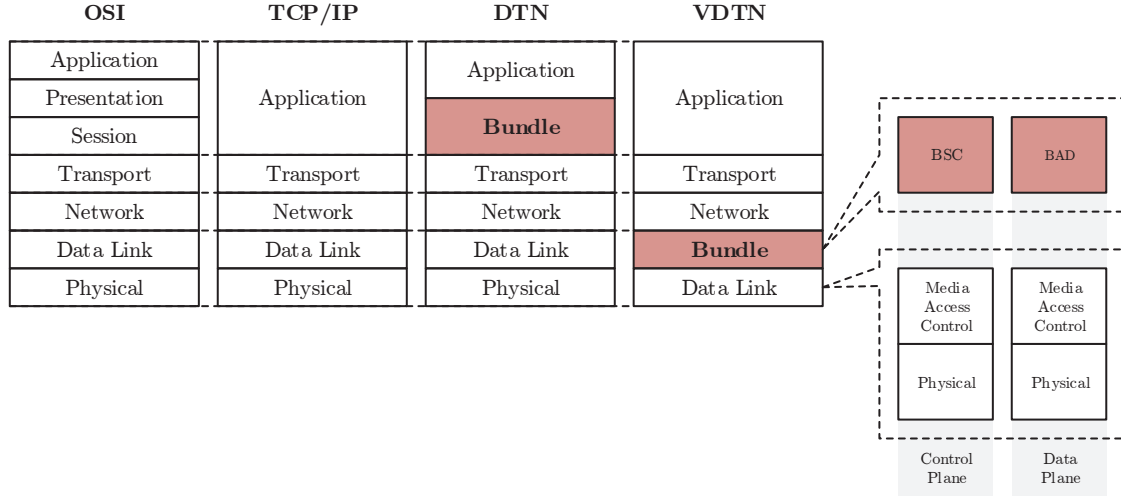 OSI
TCP/IP
DTN
VDTN
Application
Presentation
Session
Transport
Network
Data Link
Physical
Application
Transport
Network
Data Link
Physical
Application
Bundle
Transport
Network
Data Link
Physical
Application
Transport
Network
Bundle
Data Link
BSC
BAD
Media
Access
Control
Physical
Media
Access
Control
Physical
Control
Plane
Data
Plane